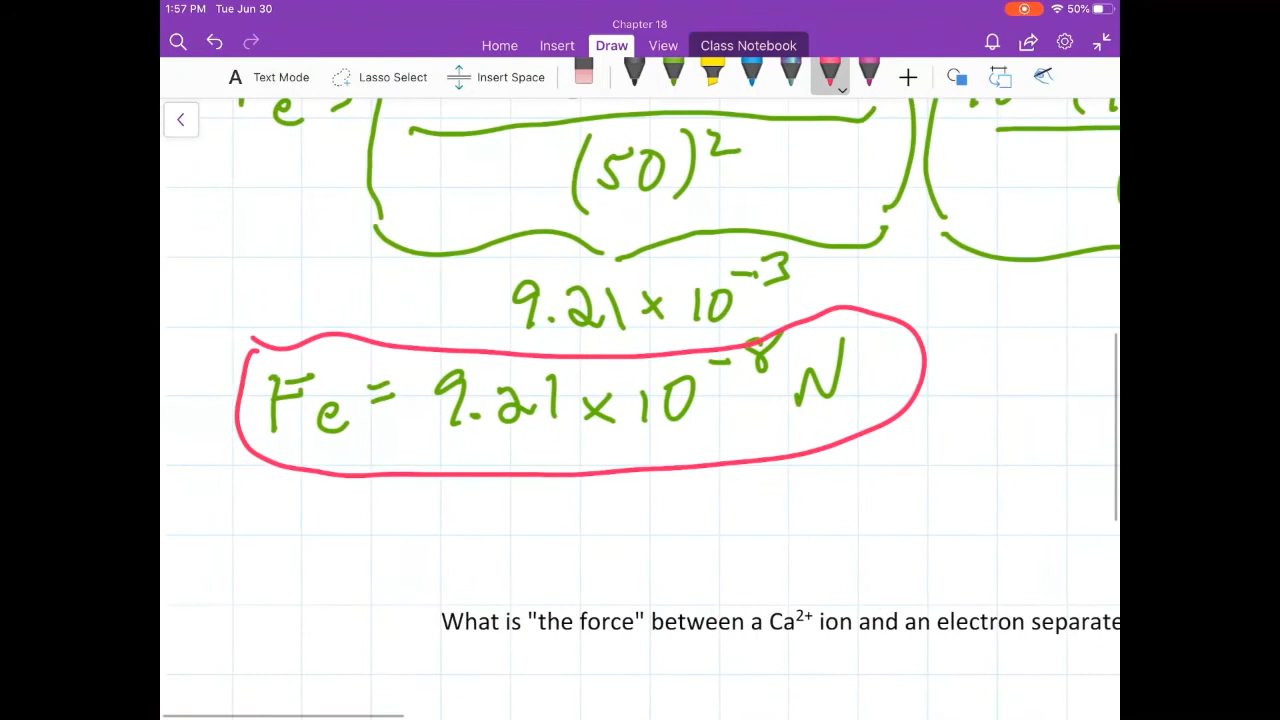 1:57 PM Tue Jun 30
50%
Chapter 18
Home Insert Draw View Class Notebook
Text Mode Lasso Select Insert Space
Fe =
(50)²
9.21 × 10⁻³
Fe = 9.21 × 10⁻⁸ N
What is "the force" between a Ca²⁺ ion and an electron separate